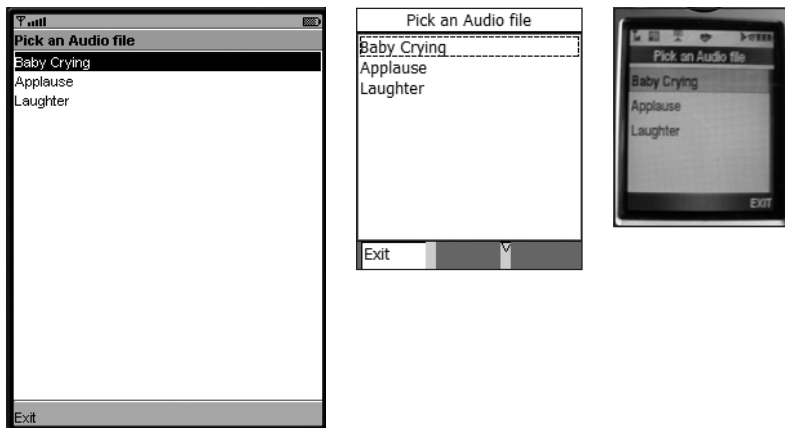 Pick an Audio file
Baby Crying
Applause
Laughter
Exit
Pick an Audio file
Baby Crying
Applause
Laughter
Exit
Pick an Audio file
Baby Crying
Applause
Laughter
EXIT